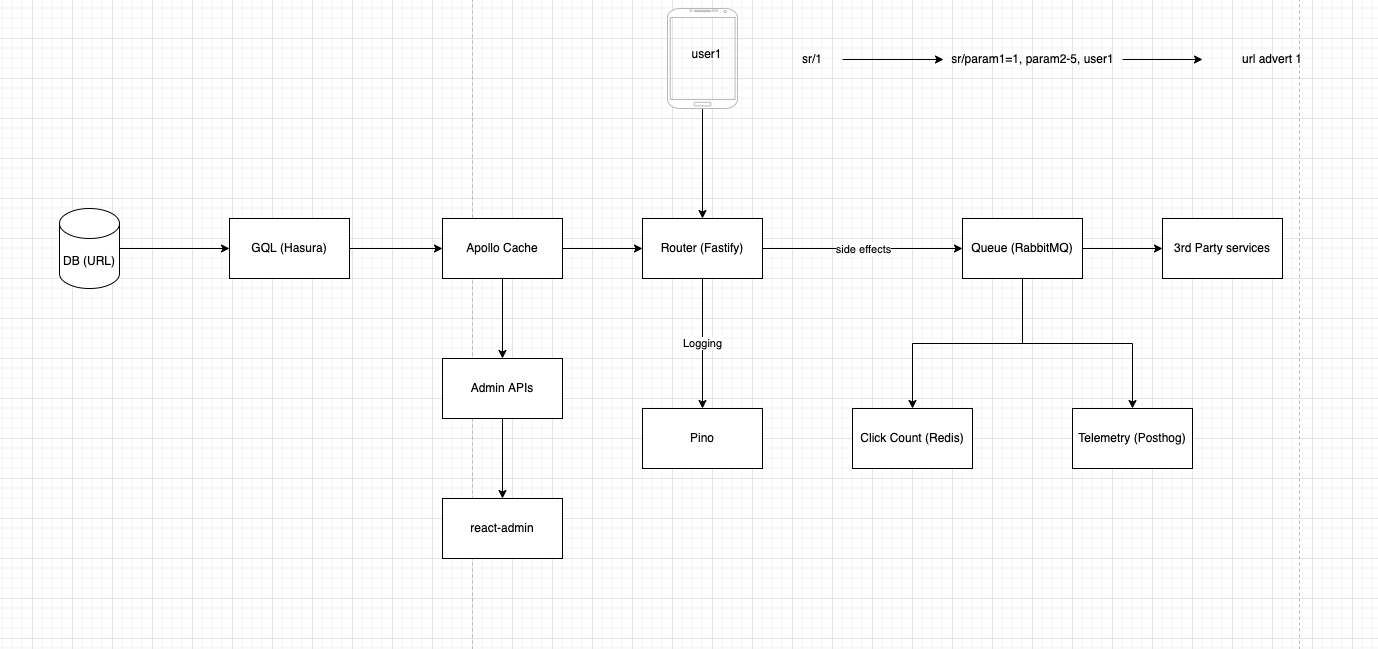 user1
sr/1
sr/param1=1, param2-5, user1
url advert 1
DB (URL)
GQL (Hasura)
Apollo Cache
Router (Fastify)
side effects
Queue (RabbitMQ)
3rd Party services
Logging
Admin APIs
Pino
Click Count (Redis)
Telemetry (Posthog)
react-admin